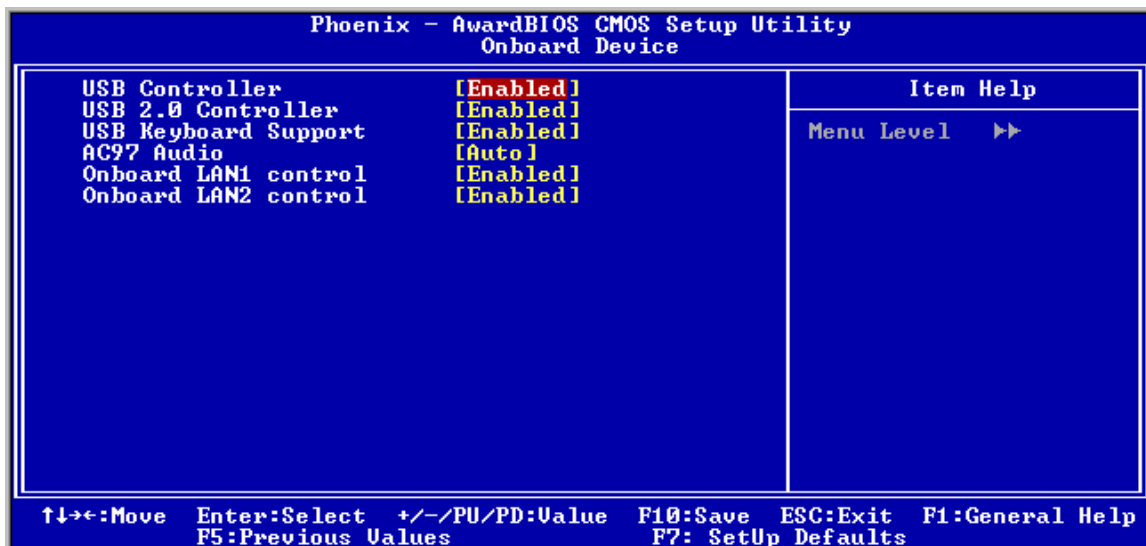 Phoenix - AwardBIOS CMOS Setup Utility
Onboard Device
USB Controller [Enabled]
USB 2.0 Controller [Enabled]
USB Keyboard Support [Enabled]
AC97 Audio [Auto]
Onboard LAN1 control [Enabled]
Onboard LAN2 control [Enabled]
Item Help
Menu Level ▶▶
↑↓→←:Move Enter:Select +/-/PU/PD:Value F10:Save ESC:Exit F1:General Help
F5:Previous Values F7: SetUp Defaults